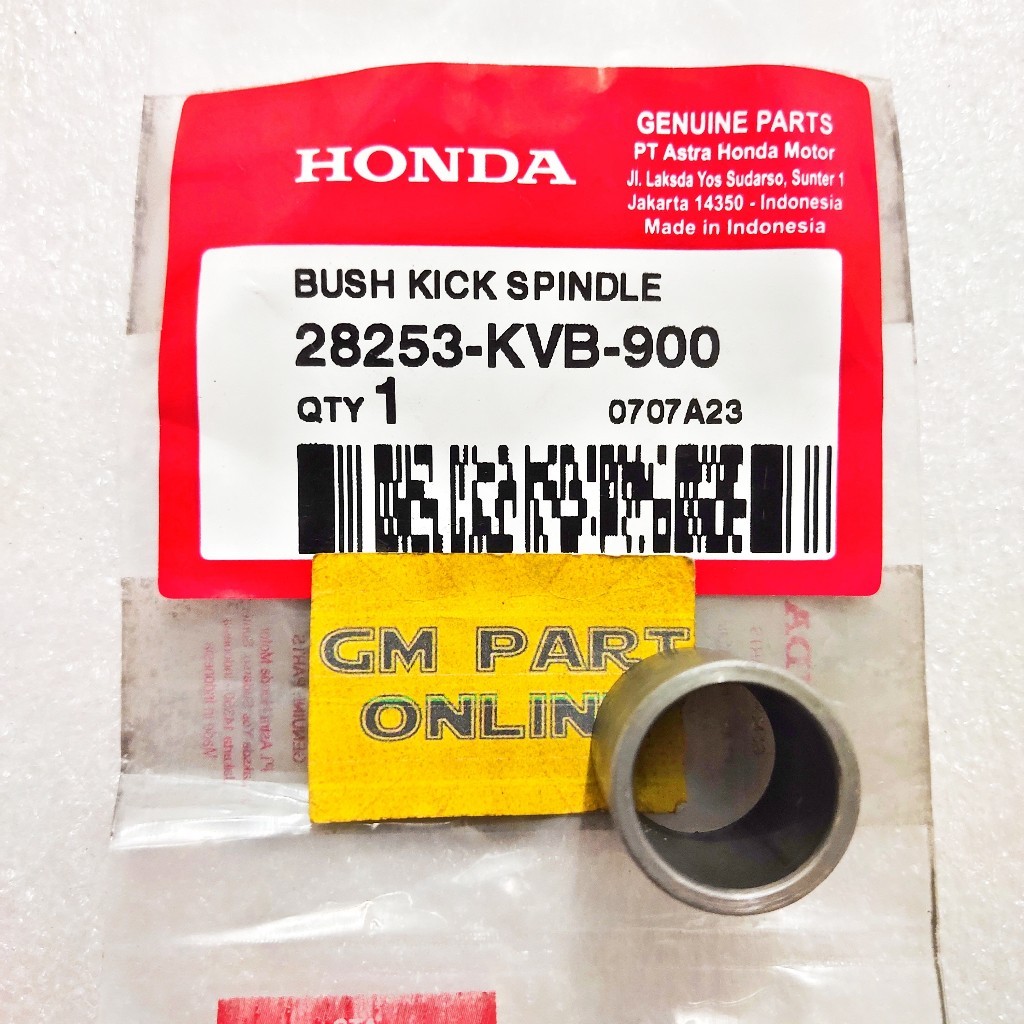 HONDA
GENUINE PARTS
PT Astra Honda Motor
Jl. Laksda Yos Sudarso, Sunter 1
Jakarta 14350 - Indonesia
Made in Indonesia
BUSH KICK SPINDLE
28253-KVB-900
QTY 1
0707A23
GM PART
ONLIN